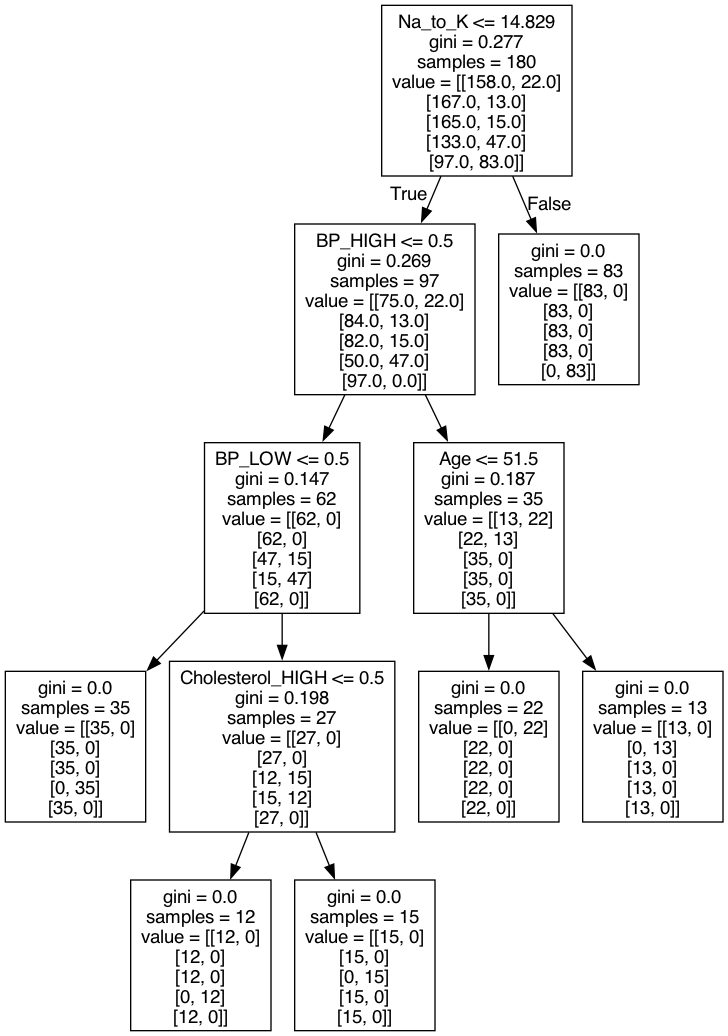 Na_to_K <= 14.829
gini = 0.277
samples = 180
value = [[158.0, 22.0]
[167.0, 13.0]
[165.0, 15.0]
[133.0, 47.0]
[97.0, 83.0]]
True
False
BP_HIGH <= 0.5
gini = 0.269
samples = 97
value = [[75.0, 22.0]
[84.0, 13.0]
[82.0, 15.0]
[50.0, 47.0]
[97.0, 0.0]]
gini = 0.0
samples = 83
value = [[83, 0]
[83, 0]
[83, 0]
[83, 0]
[0, 83]]
BP_LOW <= 0.5
gini = 0.147
samples = 62
value = [[62, 0]
[62, 0]
[47, 15]
[15, 47]
[62, 0]]
Age <= 51.5
gini = 0.187
samples = 35
value = [[13, 22]
[22, 13]
[35, 0]
[35, 0]
[35, 0]]
gini = 0.0
samples = 35
value = [[35, 0]
[35, 0]
[35, 0]
[0, 35]
[35, 0]]
Cholesterol_HIGH <= 0.5
gini = 0.198
samples = 27
value = [[27, 0]
[27, 0]
[12, 15]
[15, 12]
[27, 0]]
gini = 0.0
samples = 22
value = [[0, 22]
[22, 0]
[22, 0]
[22, 0]
[22, 0]]
gini = 0.0
samples = 13
value = [[13, 0]
[0, 13]
[13, 0]
[13, 0]
[13, 0]]
gini = 0.0
samples = 12
value = [[12, 0]
[12, 0]
[12, 0]
[0, 12]
[12, 0]]
gini = 0.0
samples = 15
value = [[15, 0]
[15, 0]
[0, 15]
[15, 0]
[15, 0]]